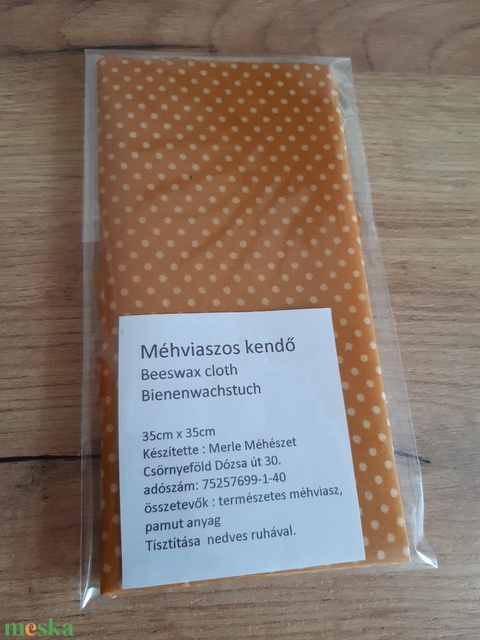 Méhviaszos kendő
Beeswax cloth
Bienenwachstuch
35cm x 35cm
Készítette : Merle Méhészet
Csörnyeföld Dózsa út 30.
adószám: 75257699-1-40
összetevők : természetes méhviasz,
pamut anyag
Tísztítása nedves ruhával.
meska